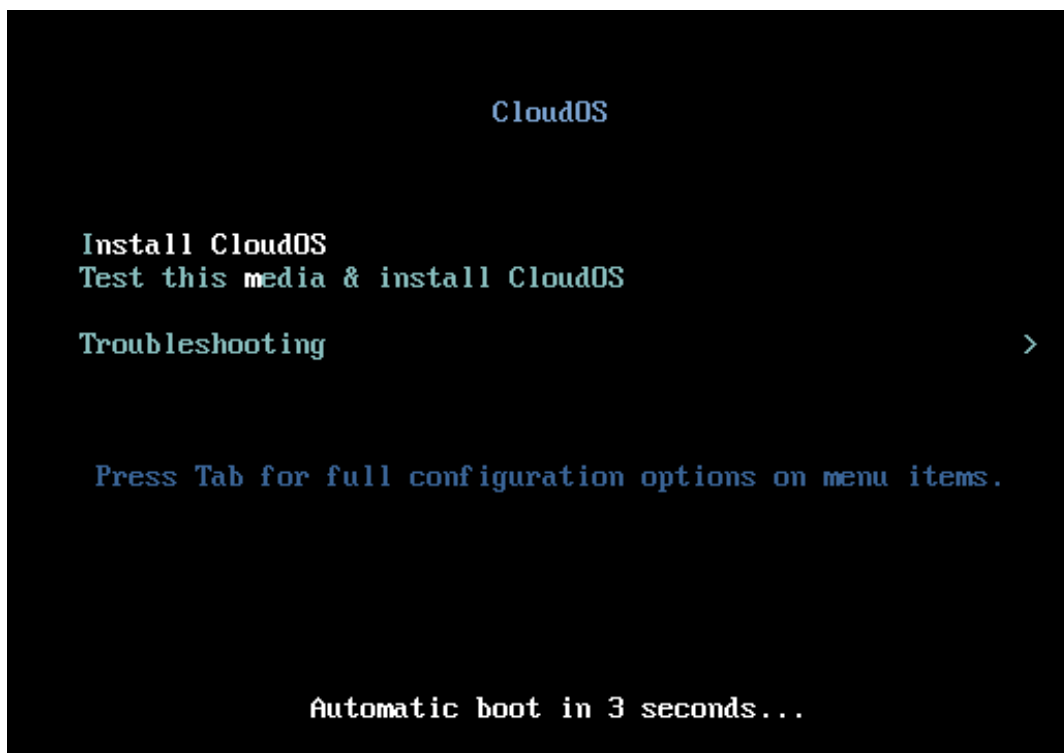 CloudOS
Install CloudOS
Test this media & install CloudOS
Troubleshooting >
Press Tab for full configuration options on menu items.
Automatic boot in 3 seconds...